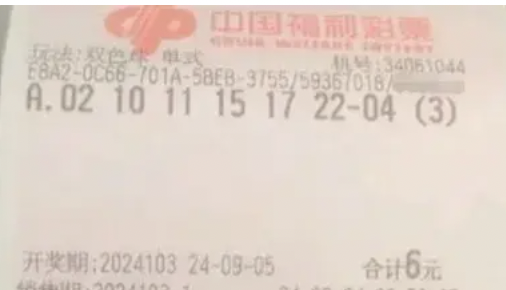 中国福利彩票
CHINA WELFARE LOTTERY
玩法:双色球 单式 机号:34061044
E8A2-0C66-701A-5BEB-3755/59367018/
A.02 10 11 15 17 22-04 (3)
开奖期:2024103 24-09-05 合计6元